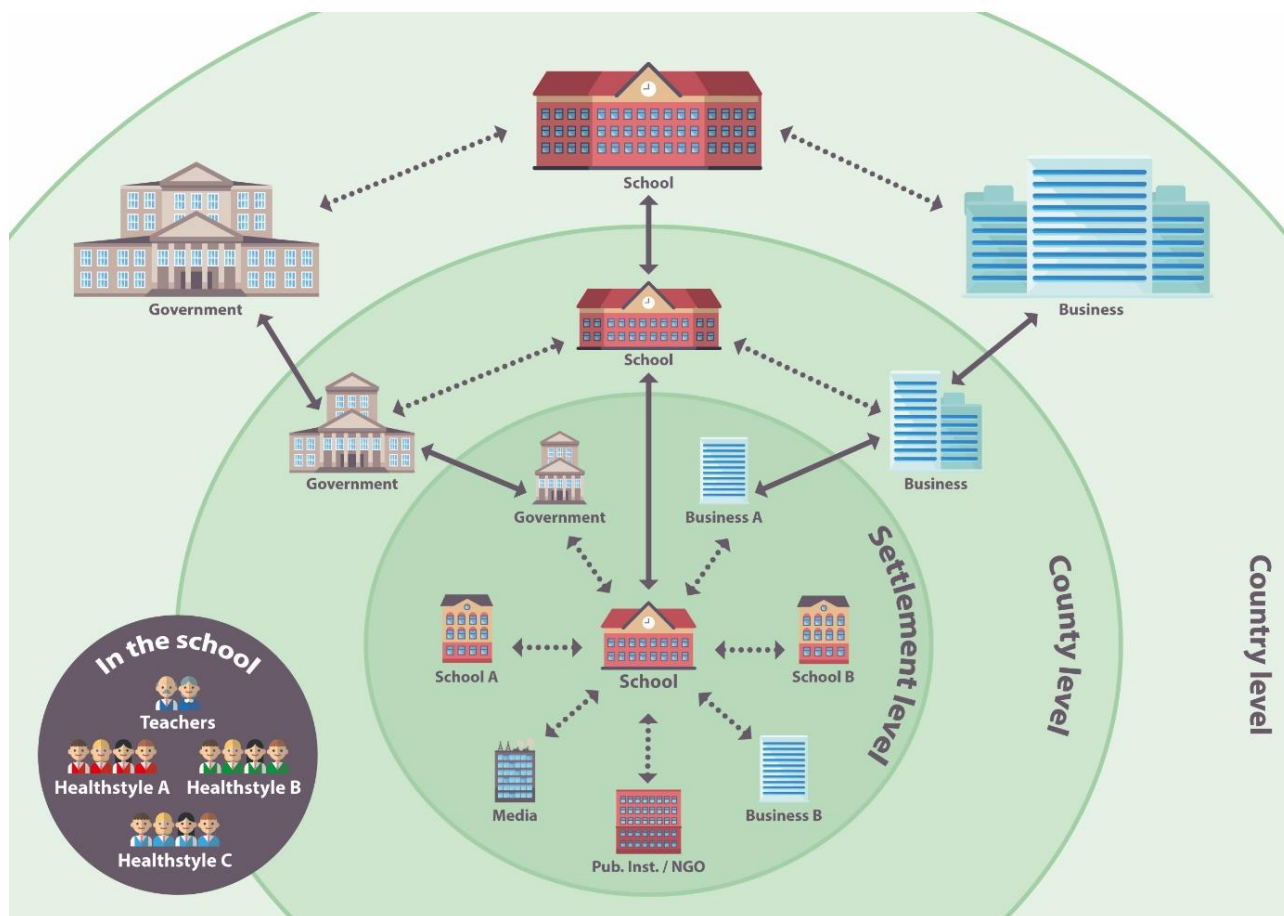 School
Government
Business
School
Government
Business
Government
Business A
School A
School
School B
Media
Business B
Pub. Inst. / NGO
Settlement level
County level
Country level
In the school
Teachers
Healthstyle A
Healthstyle B
Healthstyle C